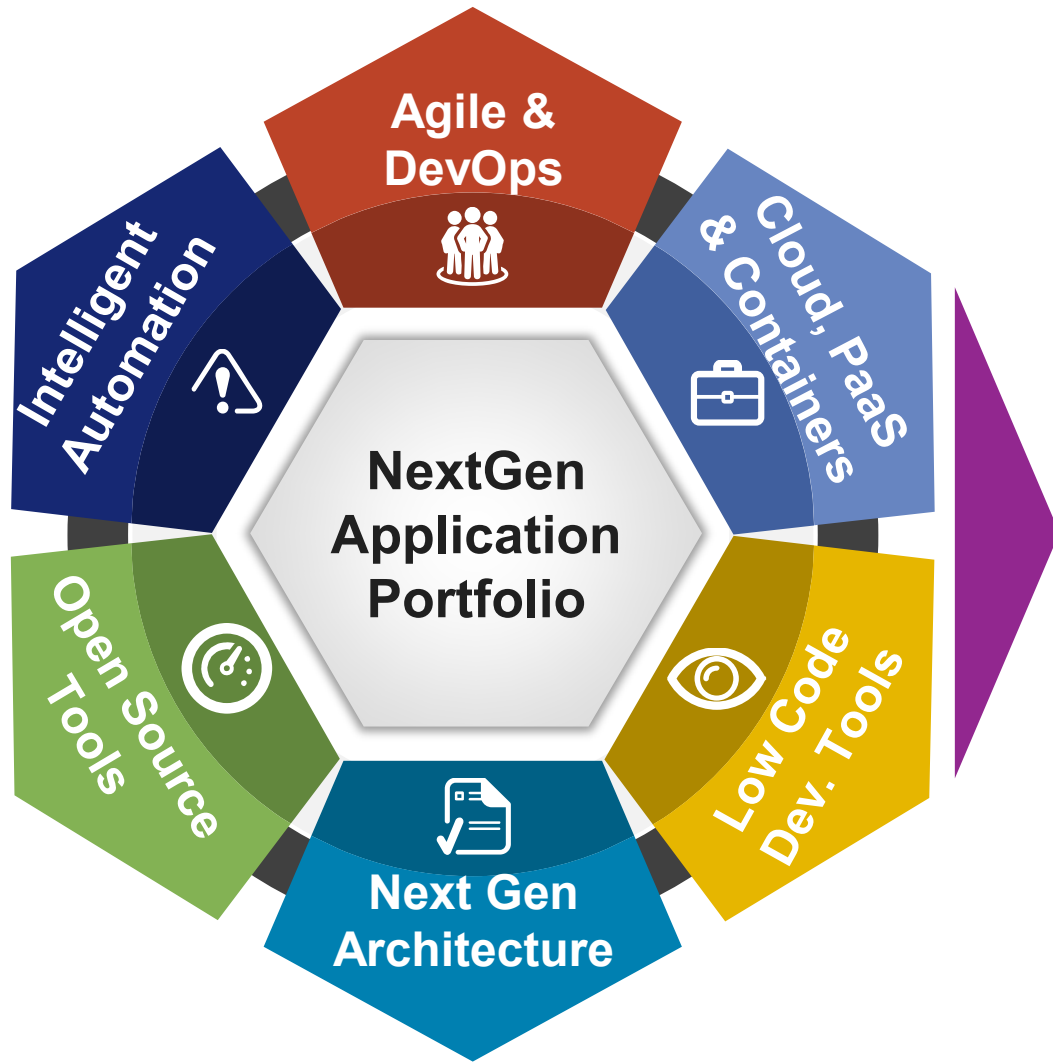 Agile &
DevOps
Cloud, PaaS
& Containers
Low Code
Dev. Tools
Next Gen
Architecture
Open Source
Tools
Intelligent
Automation
NextGen
Application
Portfolio